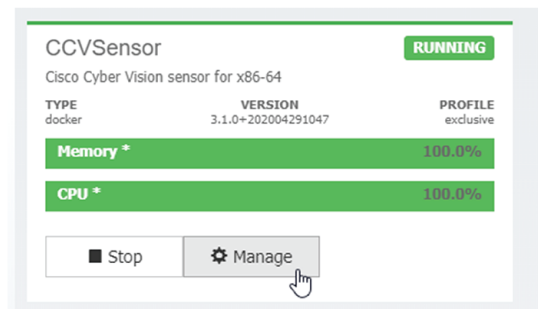 CCVSensor RUNNING
Cisco Cyber Vision sensor for x86-64
TYPE VERSION PROFILE
docker 3.1.0+202004291047 exclusive
Memory * 100.0%
CPU * 100.0%
Stop Manage